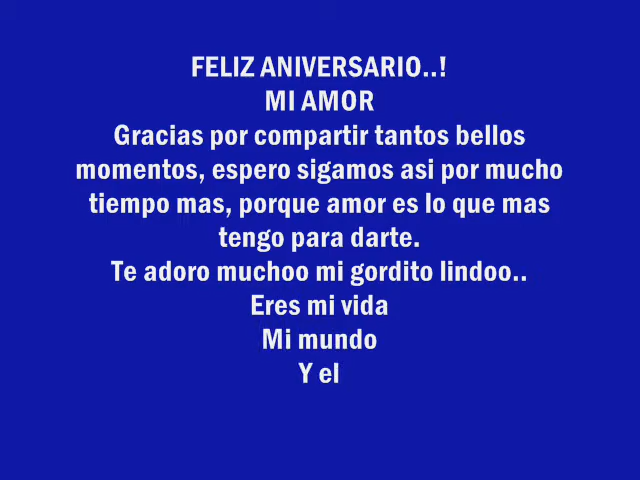 FELIZ ANIVERSARIO..!
MI AMOR
Gracias por compartir tantos bellos
momentos, espero sigamos asi por mucho
tiempo mas, porque amor es lo que mas
tengo para darte.
Te adoro muchoo mi gordito lindoo..
Eres mi vida
Mi mundo
Y el